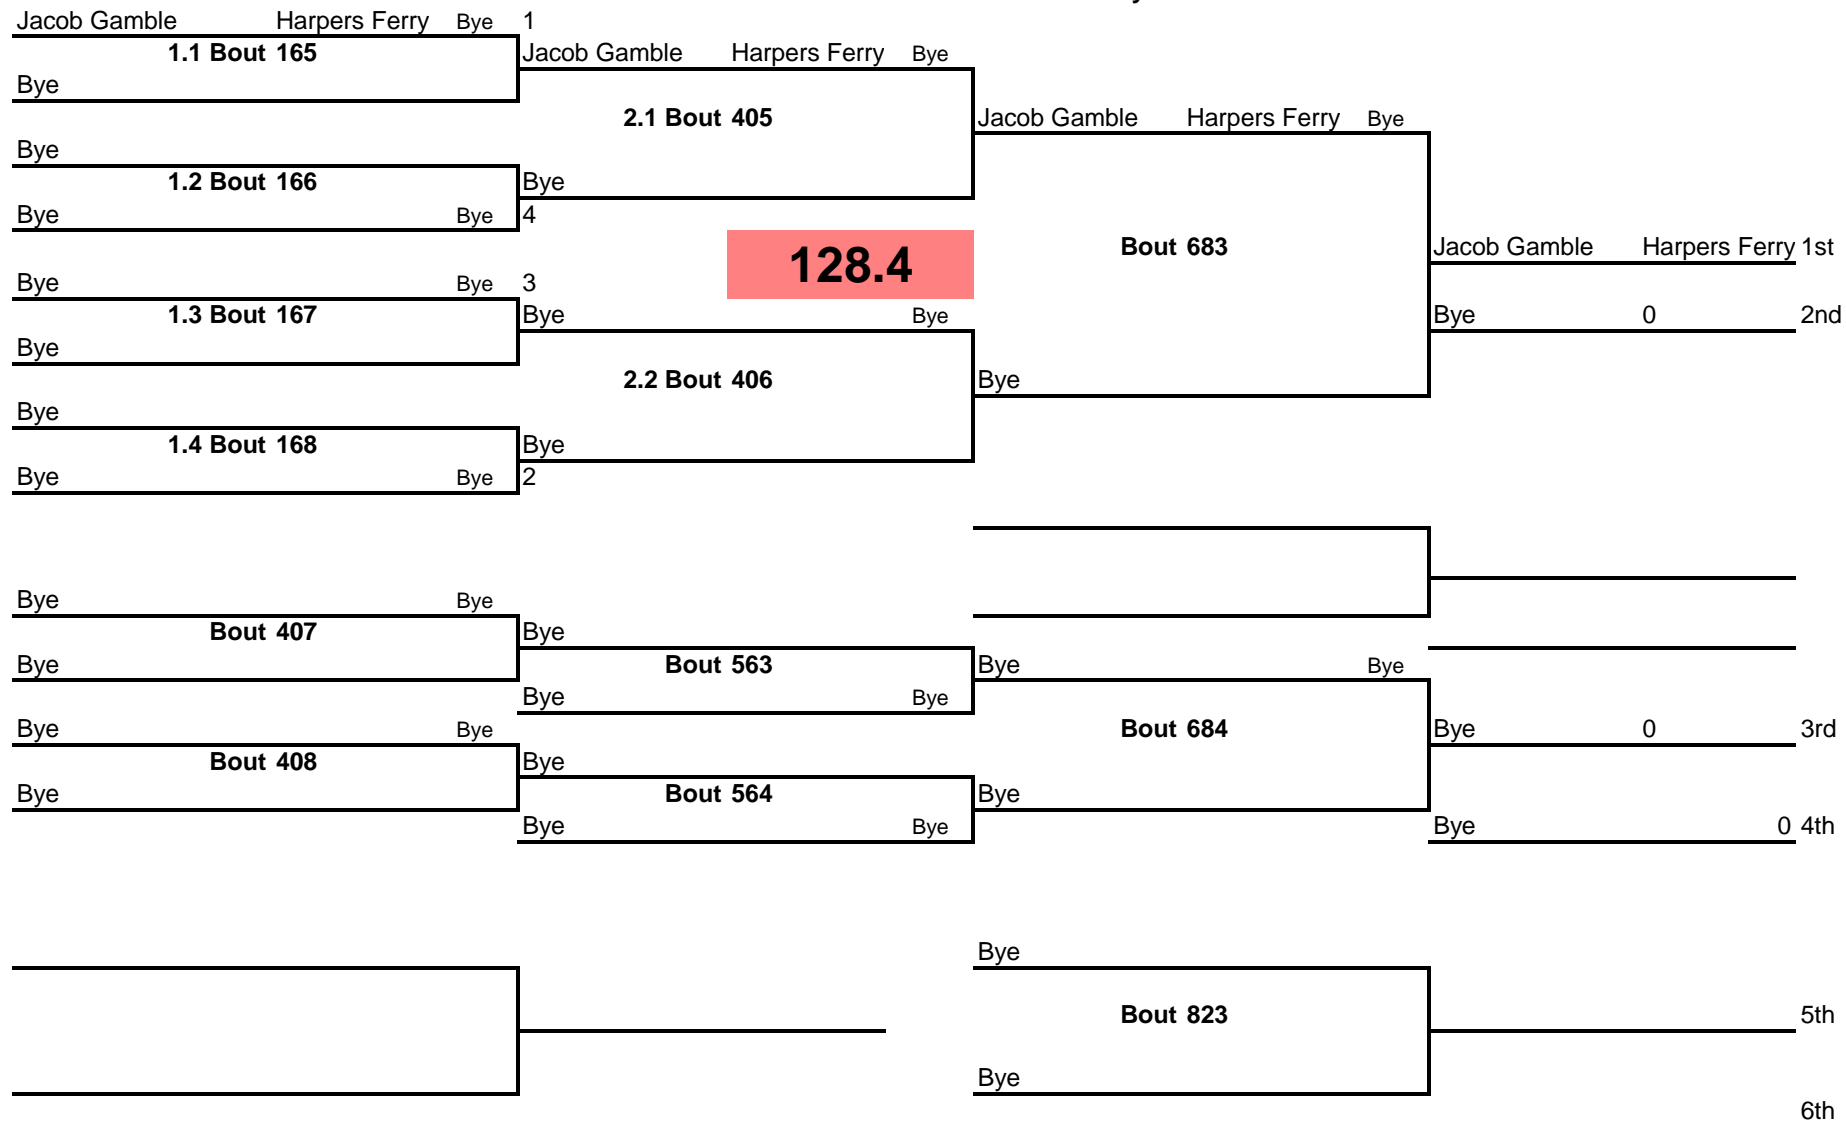 Jacob Gamble Harpers Ferry Bye 1
1.1 Bout 165 Jacob Gamble Harpers Ferry Bye
Bye
2.1 Bout 405 Jacob Gamble Harpers Ferry Bye
Bye
1.2 Bout 166 Bye
Bye Bye 4
128.4 Bout 683 Jacob Gamble Harpers Ferry 1st
Bye Bye 3
1.3 Bout 167 Bye Bye Bye 0 2nd
Bye
2.2 Bout 406 Bye
Bye
1.4 Bout 168 Bye
Bye Bye 2
Bye Bye
Bout 407 Bye
Bye Bout 563 Bye Bye
Bye Bye
Bye Bye Bout 684 Bye 0 3rd
Bout 408 Bye
Bye Bout 564 Bye
Bye Bye Bye 0 4th
Bye
Bout 823 5th
Bye
6th